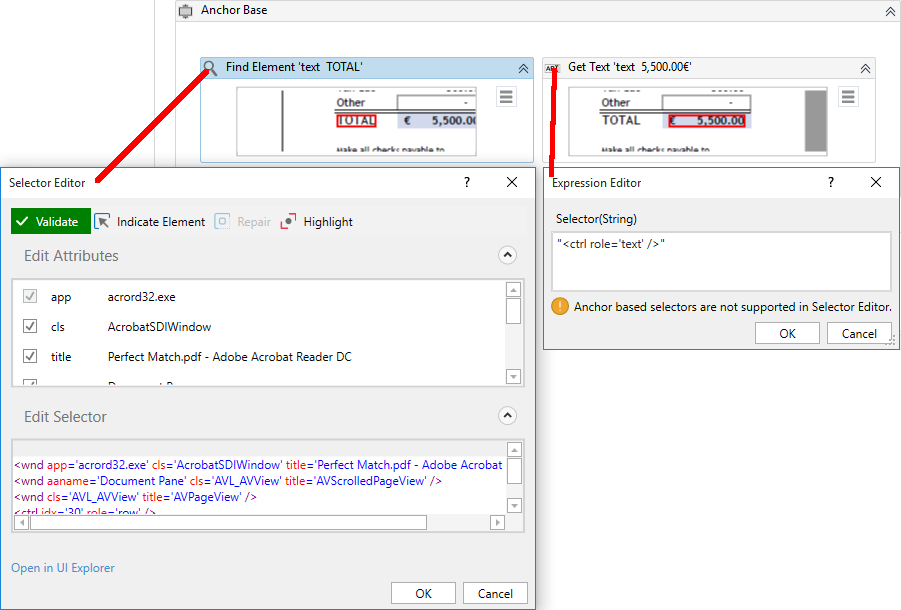 Anchor Base
Find Element 'text  TOTAL'
Other -
TOTAL € 5,500.00
Make all checks payable to
ABT Get Text 'text  5,500.00€'
Other -
TOTAL € 5,500.00
Make all checks payable to
Selector Editor ?
Validate Indicate Element Repair Highlight
Edit Attributes
app acrord32.exe
cls AcrobatSDIWindow
title Perfect Match.pdf - Adobe Acrobat Reader DC
Edit Selector
<wnd app='acrord32.exe' cls='AcrobatSDIWindow' title='Perfect Match.pdf - Adobe Acrobat
<wnd aaname='Document Pane' cls='AVL_AVView' title='AVScrolledPageView' />
<wnd cls='AVL_AVView' title='AVPageView' />
<ctrl idx='30' role='row' />
Open in UI Explorer
OK Cancel
Expression Editor ?
Selector(String)
"<ctrl role='text' />"
! Anchor based selectors are not supported in Selector Editor.
OK Cancel